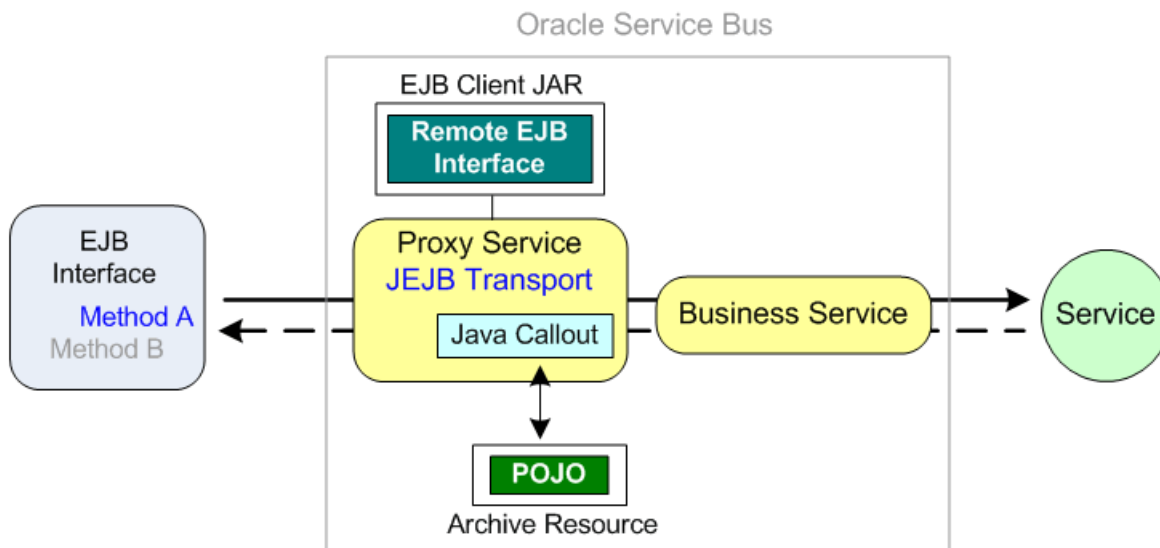 Oracle Service Bus
EJB Client JAR
Remote EJB
Interface
EJB
Interface
Method A
Method B
Proxy Service
JEJB Transport
Java Callout
Business Service
Service
POJO
Archive Resource